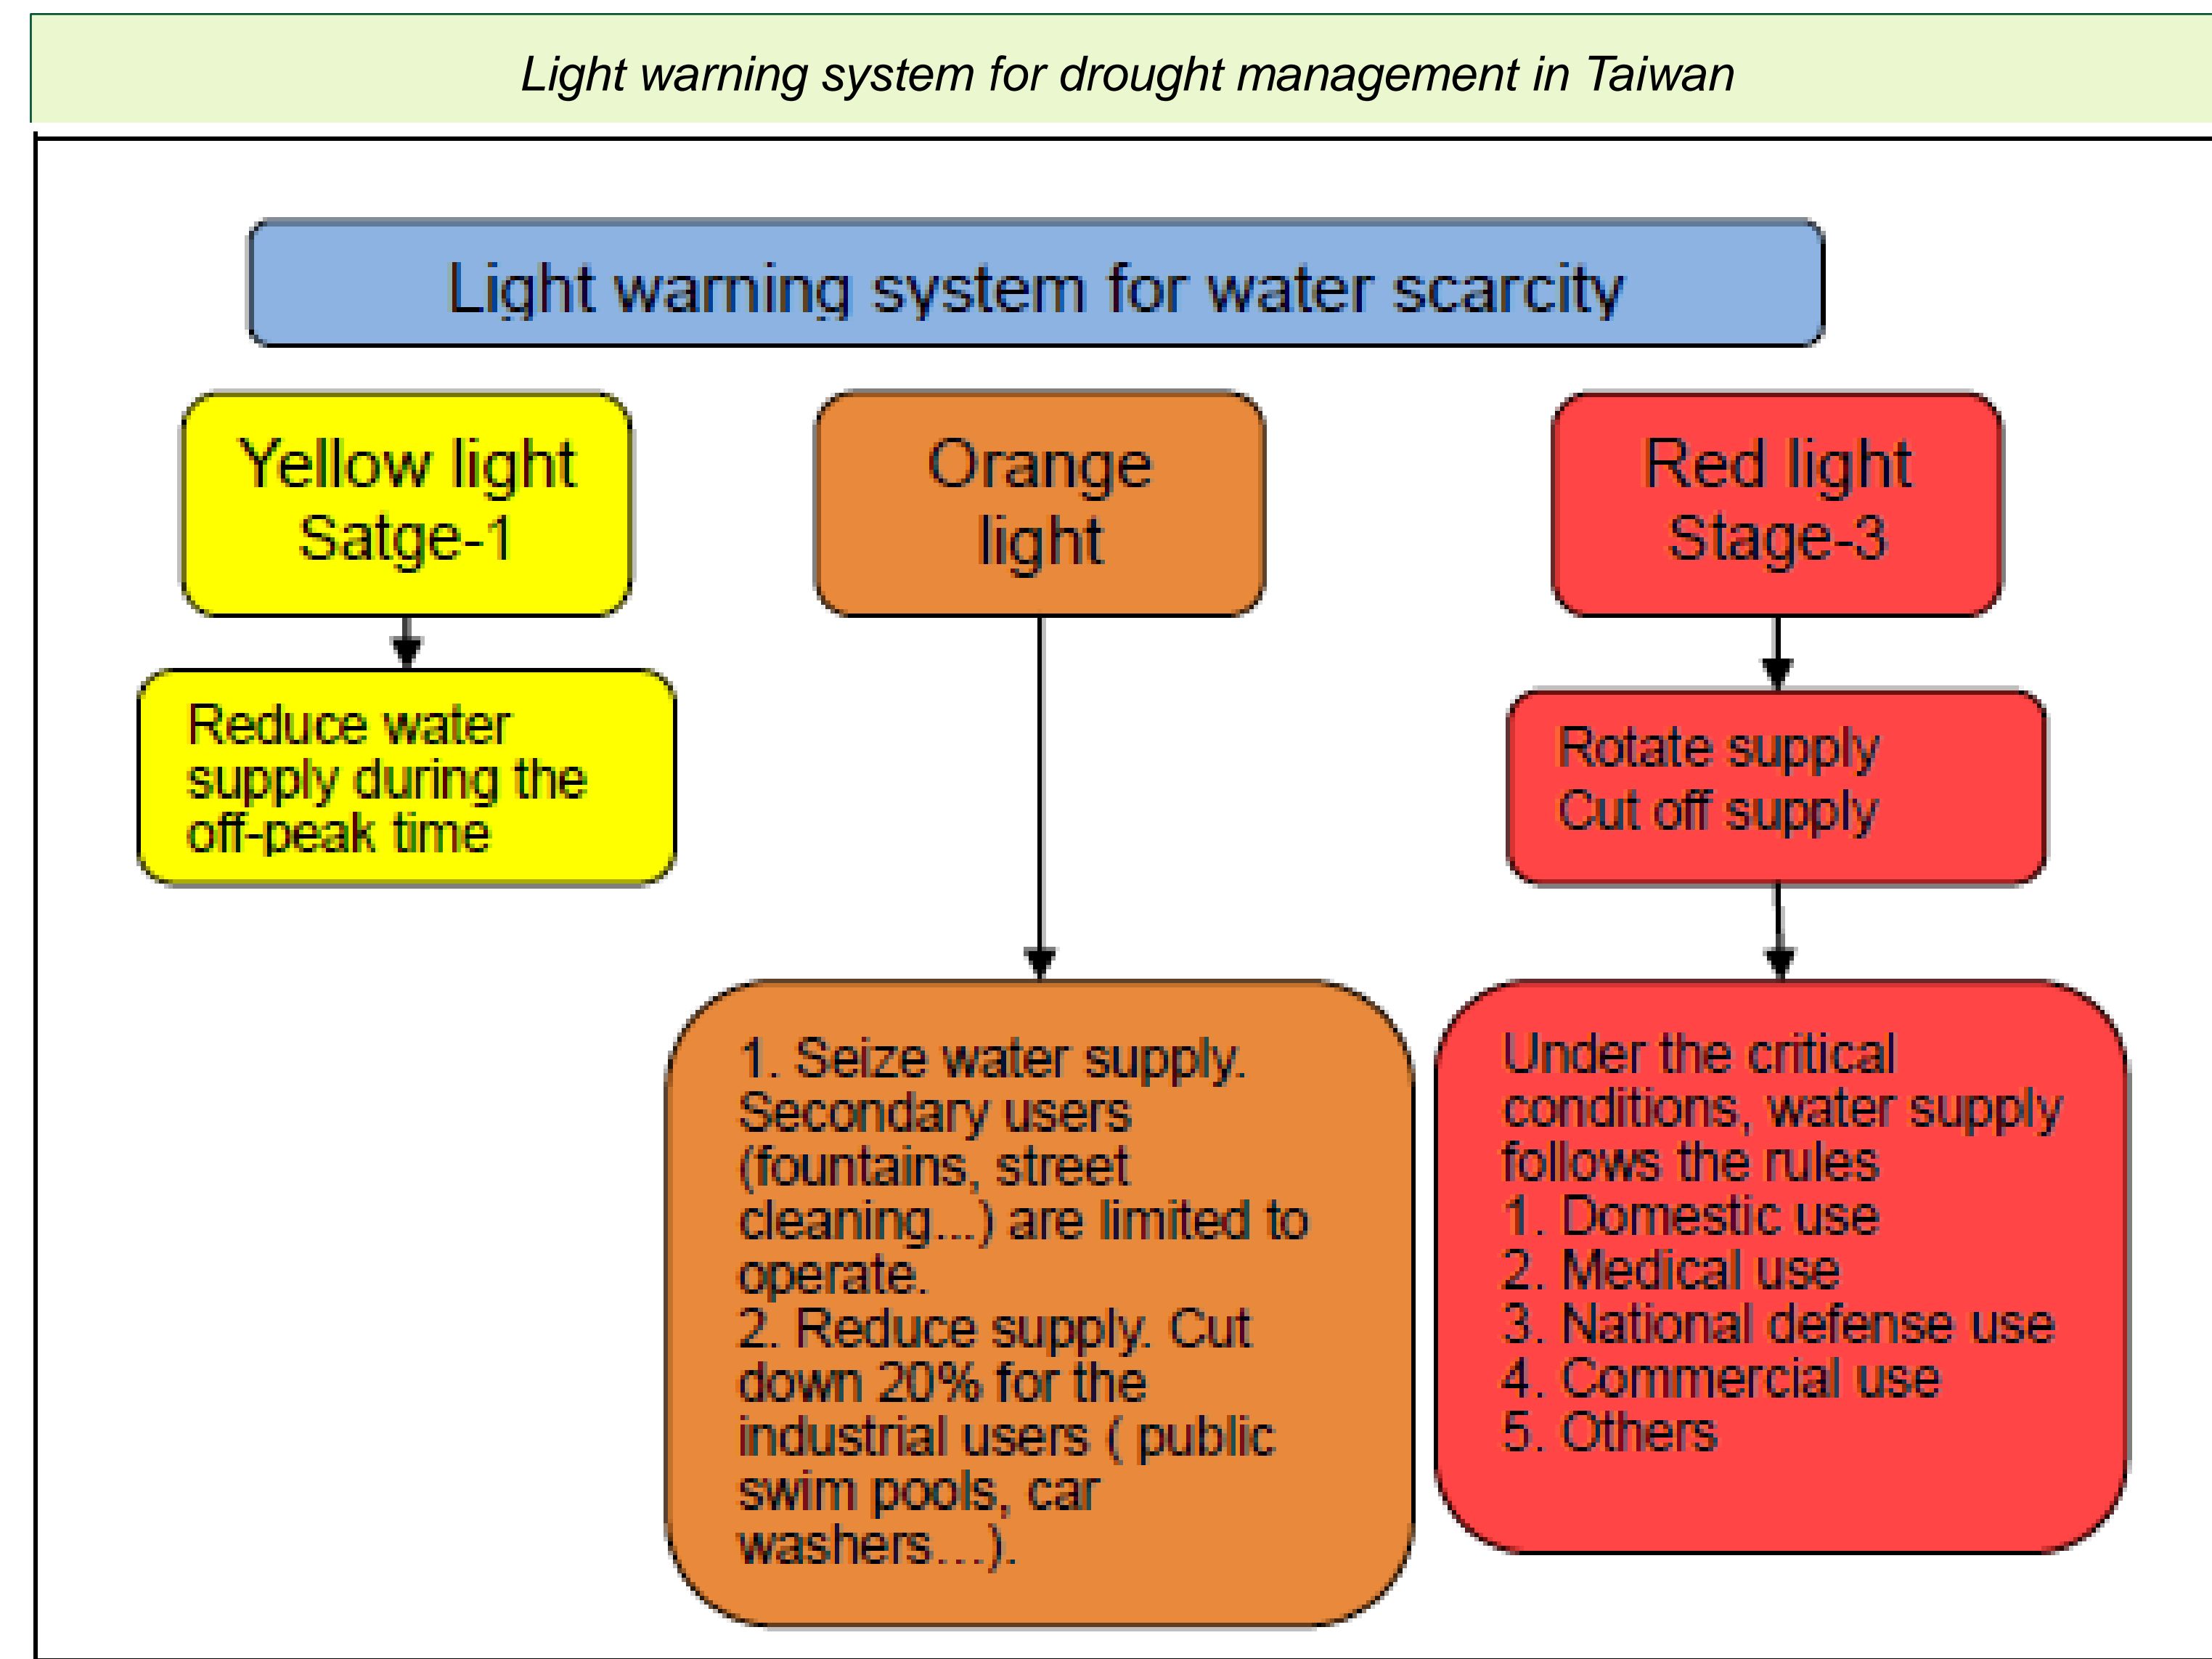 Light warning system for drought management in Taiwan
Light warning system for water scarcity
Yellow light
Satge-1
Reduce water
supply during the
off-peak time
Orange
light
1. Seize water supply.
Secondary users
(fountains, street
cleaning...) are limited to
operate.
2. Reduce supply. Cut
down 20% for the
industrial users ( public
swim pools, car
washers...).
Red light
Stage-3
Rotate supply
Cut off supply
Under the critical
conditions, water supply
follows the rules
1. Domestic use
2. Medical use
3. National defense use
4. Commercial use
5. Others